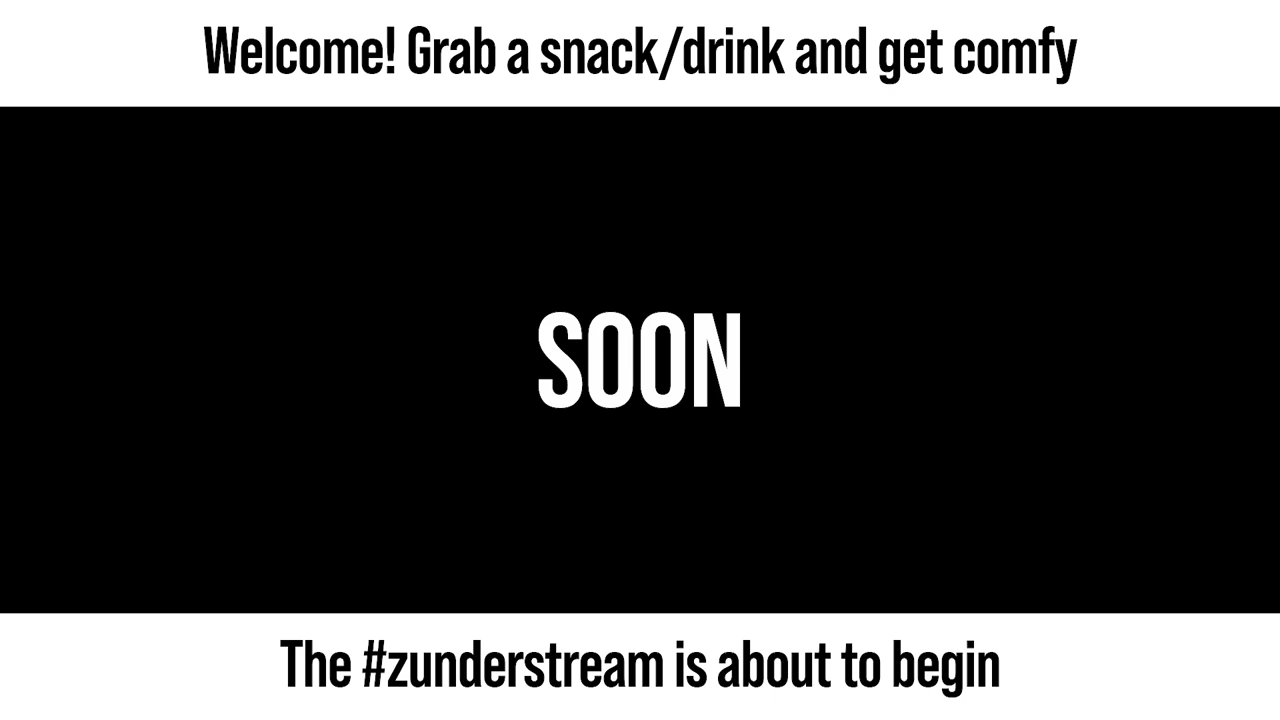 Welcome! Grab a snack/drink and get comfy
SOON
The #zunderstream is about to begin